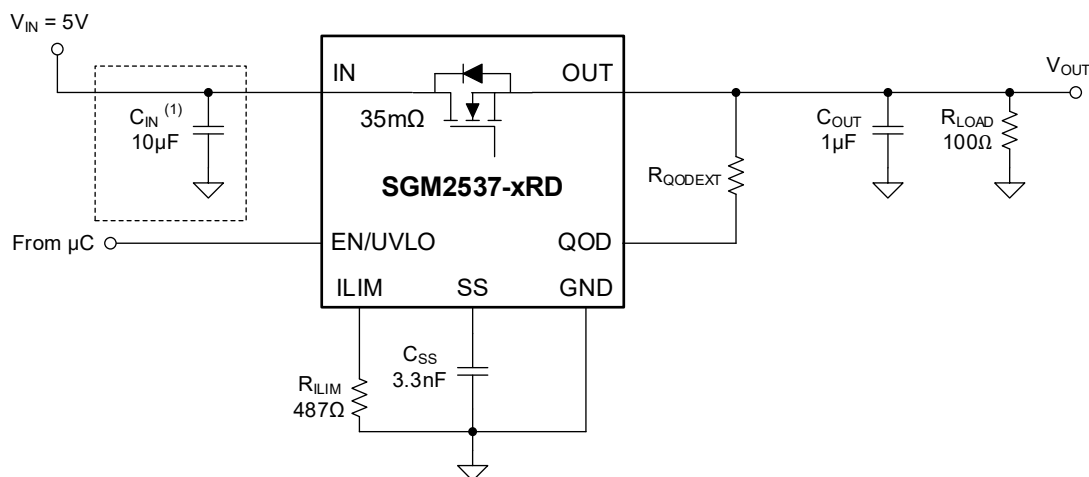 V_IN = 5V
IN
OUT
V_OUT
C_IN (1)
10µF
35mΩ
C_OUT
1µF
R_LOAD
100Ω
R_QODEXT
SGM2537-xRD
From µC
EN/UVLO
QOD
ILIM
SS
GND
C_SS
3.3nF
R_ILIM
487Ω